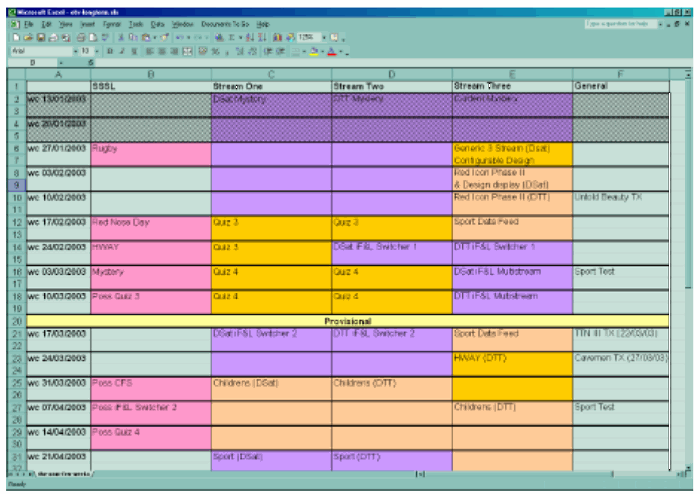 Microsoft Excel - etv-longterm.xls
File Edit View Insert Format Tools Data Window Documents To Go Help
Type a question for help
Arial 10 125%
A B C D E F
1 SSSL Stream One Stream Two Stream Three General
2 wc 13/01/2003 DSat Mystery DTT Mystery Content Mystery
3
4 wc 20/01/2003
5
6 wc 27/01/2003 Rugby Generic 8 Stream (Dsat)
7 Configurable Design
8 wc 03/02/2003 Red Icon Phase II
9 & Design display (DSat)
10 wc 10/02/2003 Red Icon Phase II (DTT) Unfold Beauty TX
11
12 wc 17/02/2003 Red Nose Day Quiz 3 Quiz 3 Sport Data Feed
13
14 wc 24/02/2003 HWAY Quiz 3 DSat iF&L Switcher 1 DTT iF&L Switcher 1
15
16 wc 03/03/2003 Mystery Quiz 4 Quiz 4 DSat iF&L Multistream Sport Test
17
18 wc 10/03/2003 Poss Quiz 3 Quiz 4 Quiz 4 DTT iF&L Multistream
19
20 Provisional
21 wc 17/03/2003 DSat iF&L Switcher 2 DTT iF&L Switcher 2 Sport Data Feed TTN III TX (22/03/03)
22
23 wc 24/03/2003 HWAY (DTT) Cavemen TX (27/03/03)
24
25 wc 31/03/2003 Poss CFS Childrens (DSat) Childrens (DTT)
26
27 wc 07/04/2003 Poss iF&L Switcher 2 Childrens (DTT) Sport Test
28
29 wc 14/04/2003 Poss Quiz 4
30
31 wc 21/04/2003 Sport (DSat) Sport (DTT)
32
Ready